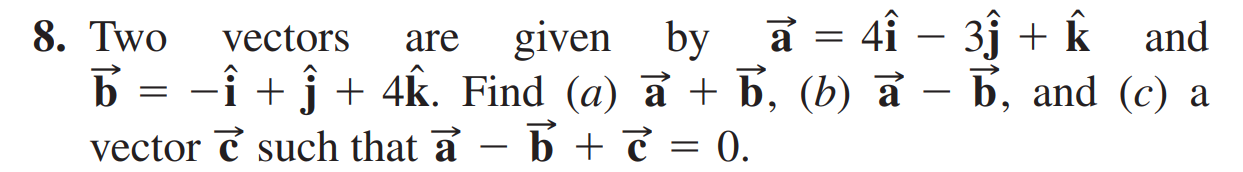 8. Two vectors are given by a⃗ = 4î − 3ĵ + k̂ and
b⃗ = −î + ĵ + 4k̂. Find (a) a⃗ + b⃗, (b) a⃗ − b⃗, and (c) a
vector c⃗ such that a⃗ − b⃗ + c⃗ = 0.